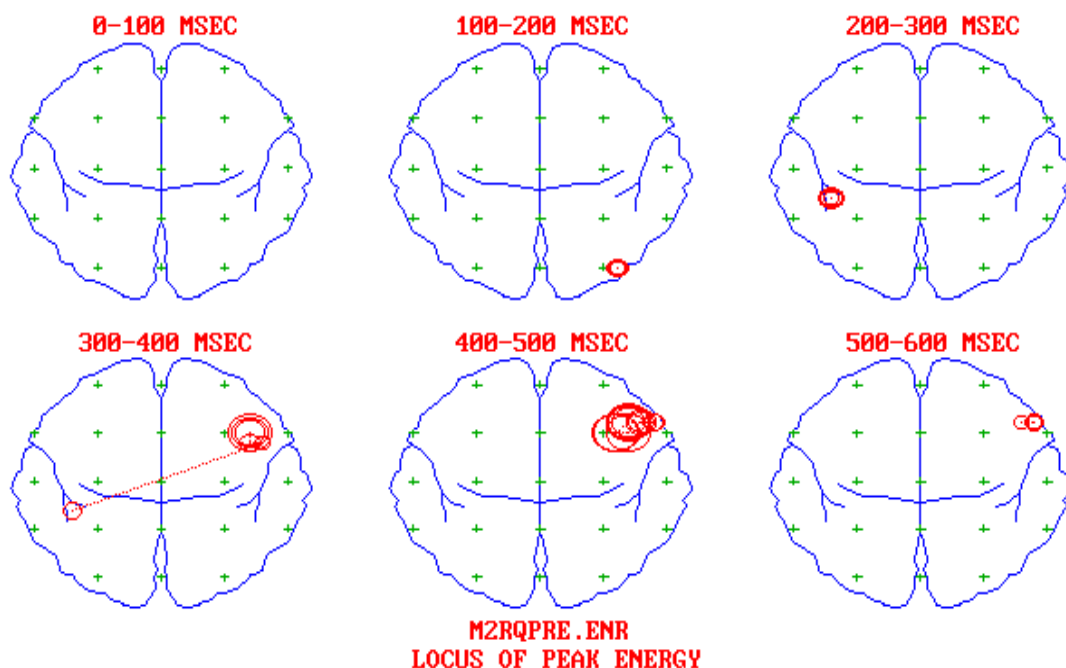 0-100 MSEC
100-200 MSEC
200-300 MSEC
300-400 MSEC
400-500 MSEC
500-600 MSEC
M2RQPRE.ENR
LOCUS OF PEAK ENERGY